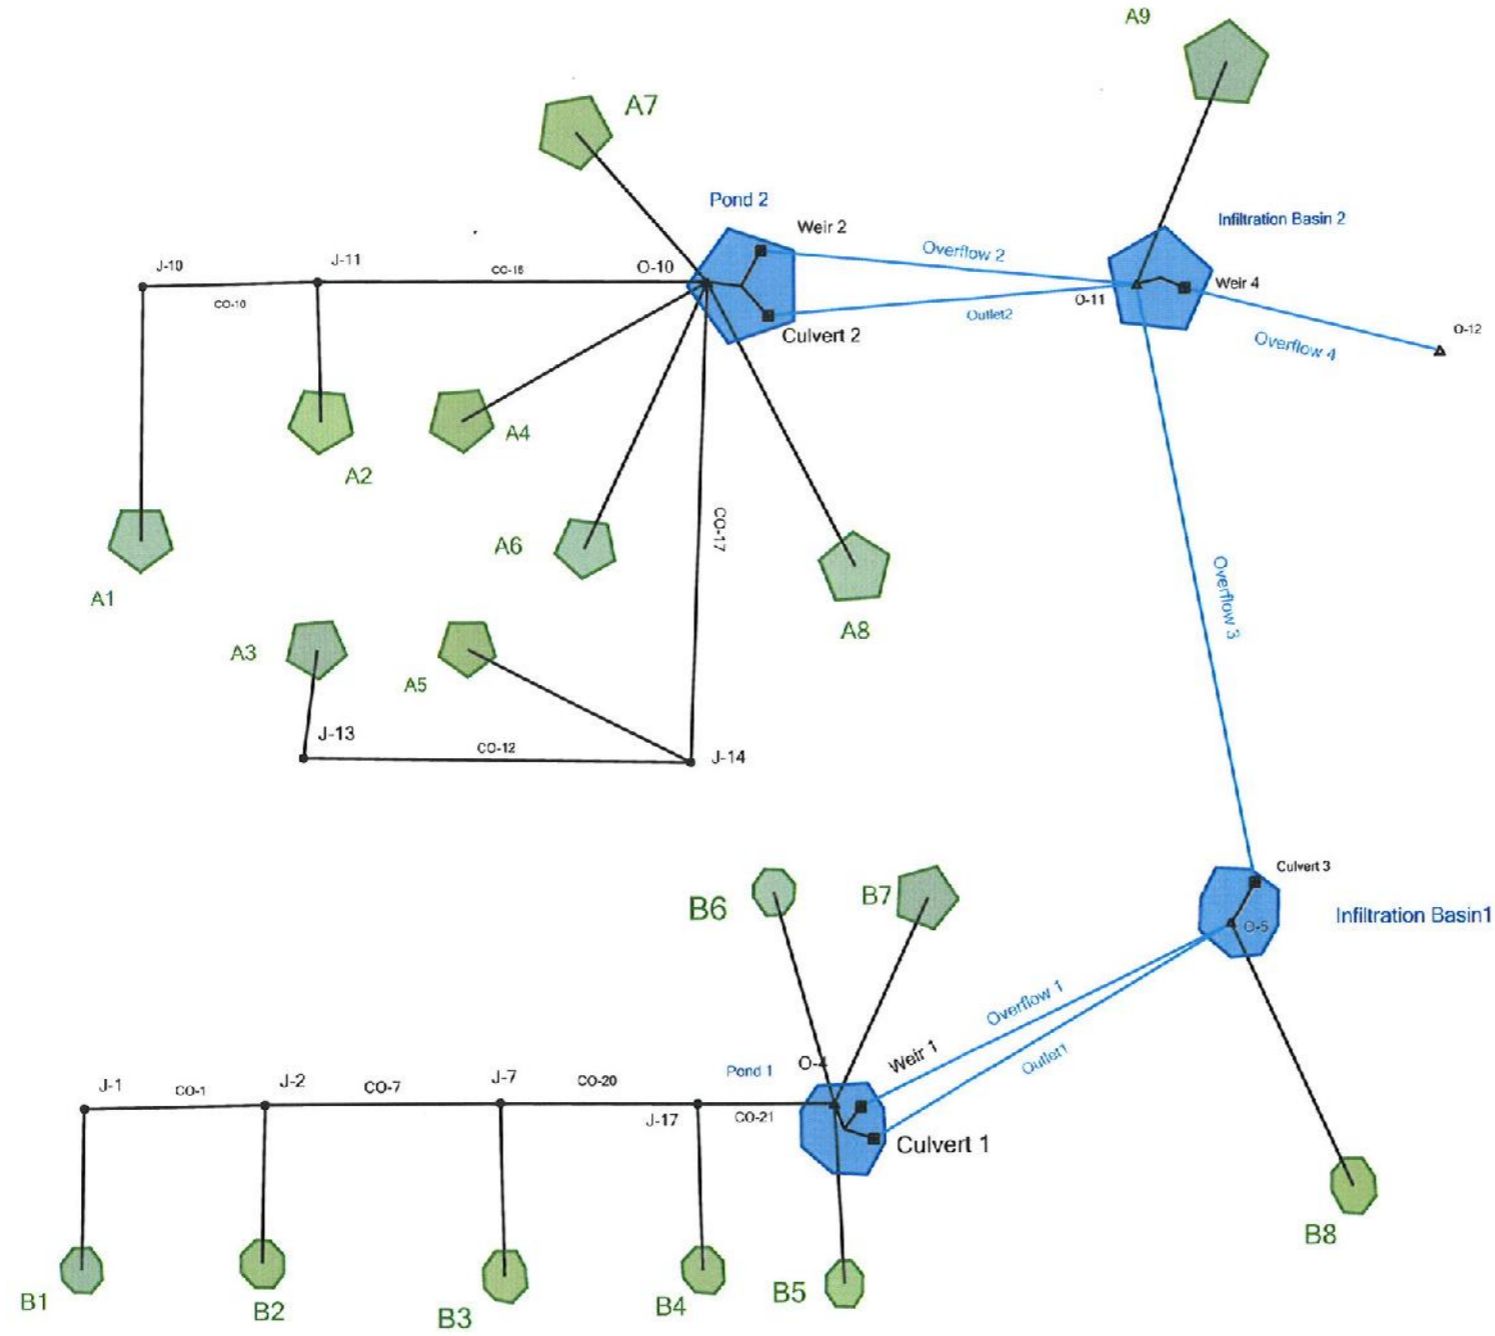 A9
A7
Pond 2
Weir 2
Infiltration Basin 2
Overflow 2
J-10
J-11
CO-16
O-10
Weir 4
CO-10
O-11
Outlet2
Culvert 2
O-12
Overflow 4
A4
A2
CO-17
A6
A1
Overflow 3
A8
A3
A5
J-13
CO-12
J-14
Culvert 3
B6
B7
Infiltration Basin1
O-5
Overflow 1
Weir 1
O-4
Outlet1
Pond 1
J-1
CO-1
J-2
CO-7
J-7
CO-20
J-17
CO-21
Culvert 1
B8
B1
B2
B3
B4
B5